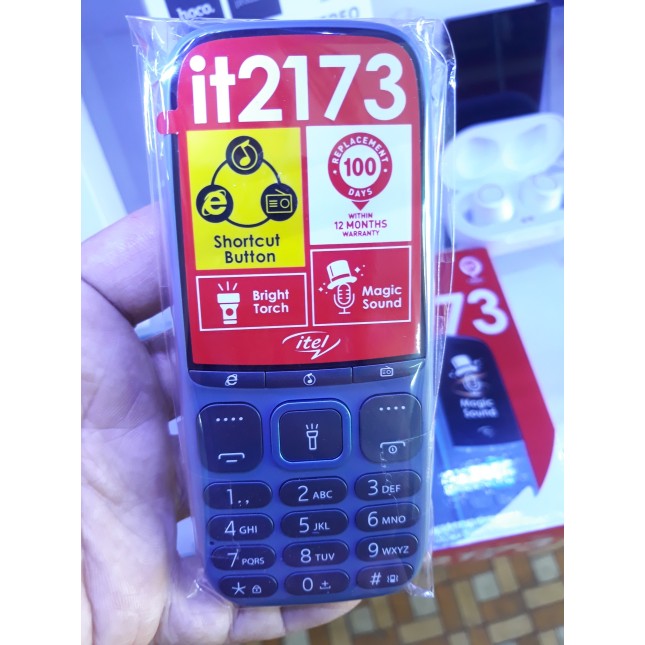 hoco.
it2173
REPLACEMENT
100
DAYS
WITHIN
12 MONTHS
WARRANTY
Shortcut
Button
Bright
Torch
Magic
Sound
itel
73
Magic
Sound
1.,
2 ABC
3 DEF
4 GHI
5 JKL
6 MNO
7 PQRS
8 TUV
9 WXYZ
*
0 +
#